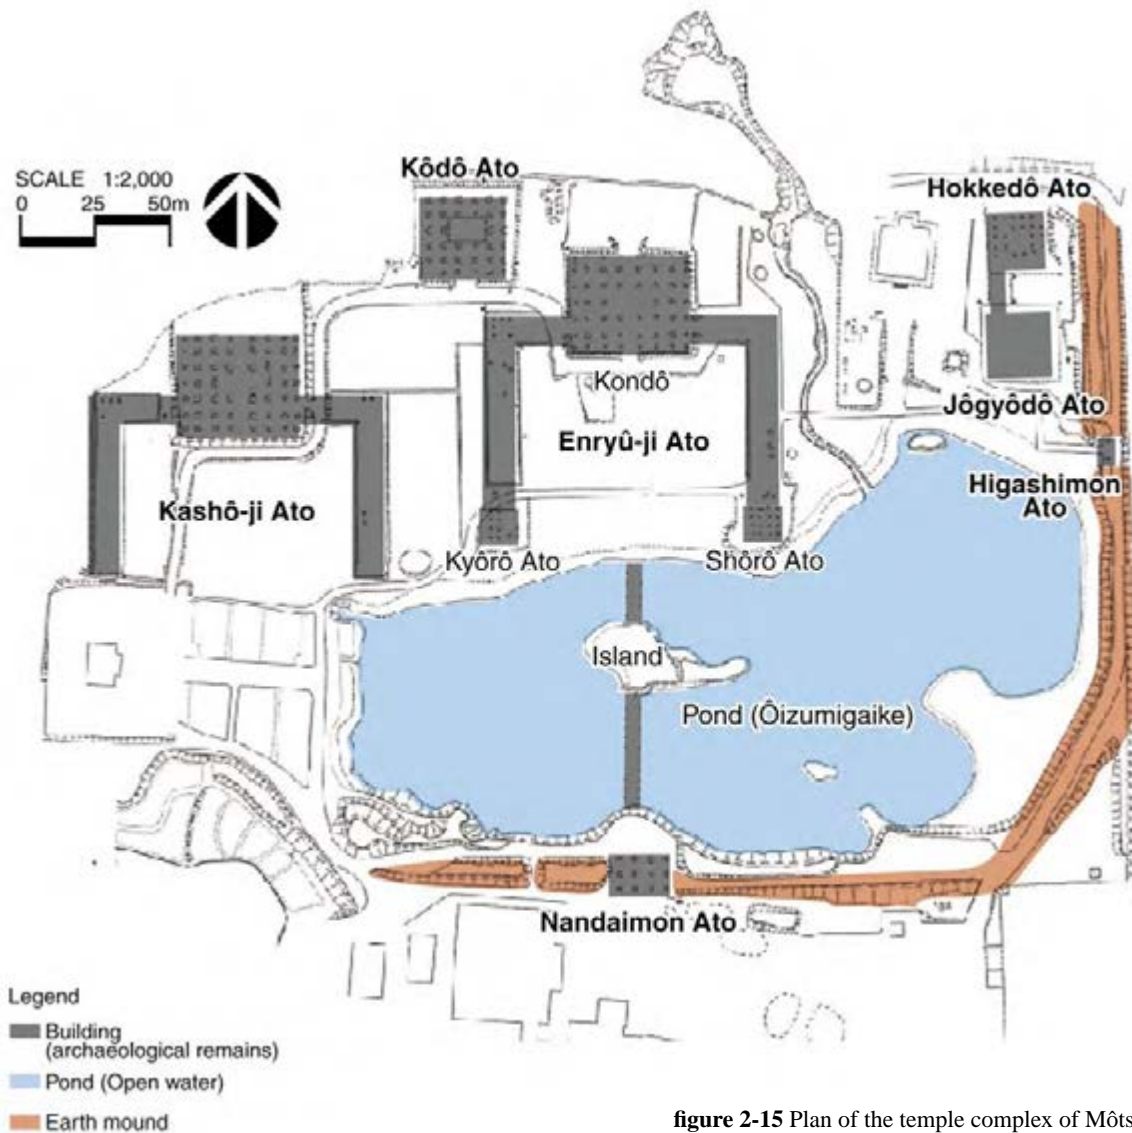 Kôdô Ato
SCALE 1:2,000
0 25 50m
Hokkedô Ato
Kondô
Jôgyôdô Ato
Enryû-ji Ato
Higashimon
Ato
Kashô-ji Ato
Kyôrô Ato
Shôrô Ato
Island
Pond (Ôizumigaike)
Nandaimon Ato
Legend
Building
(archaeological remains)
Pond (Open water)
Earth mound
figure 2-15 Plan of the temple complex of Môts